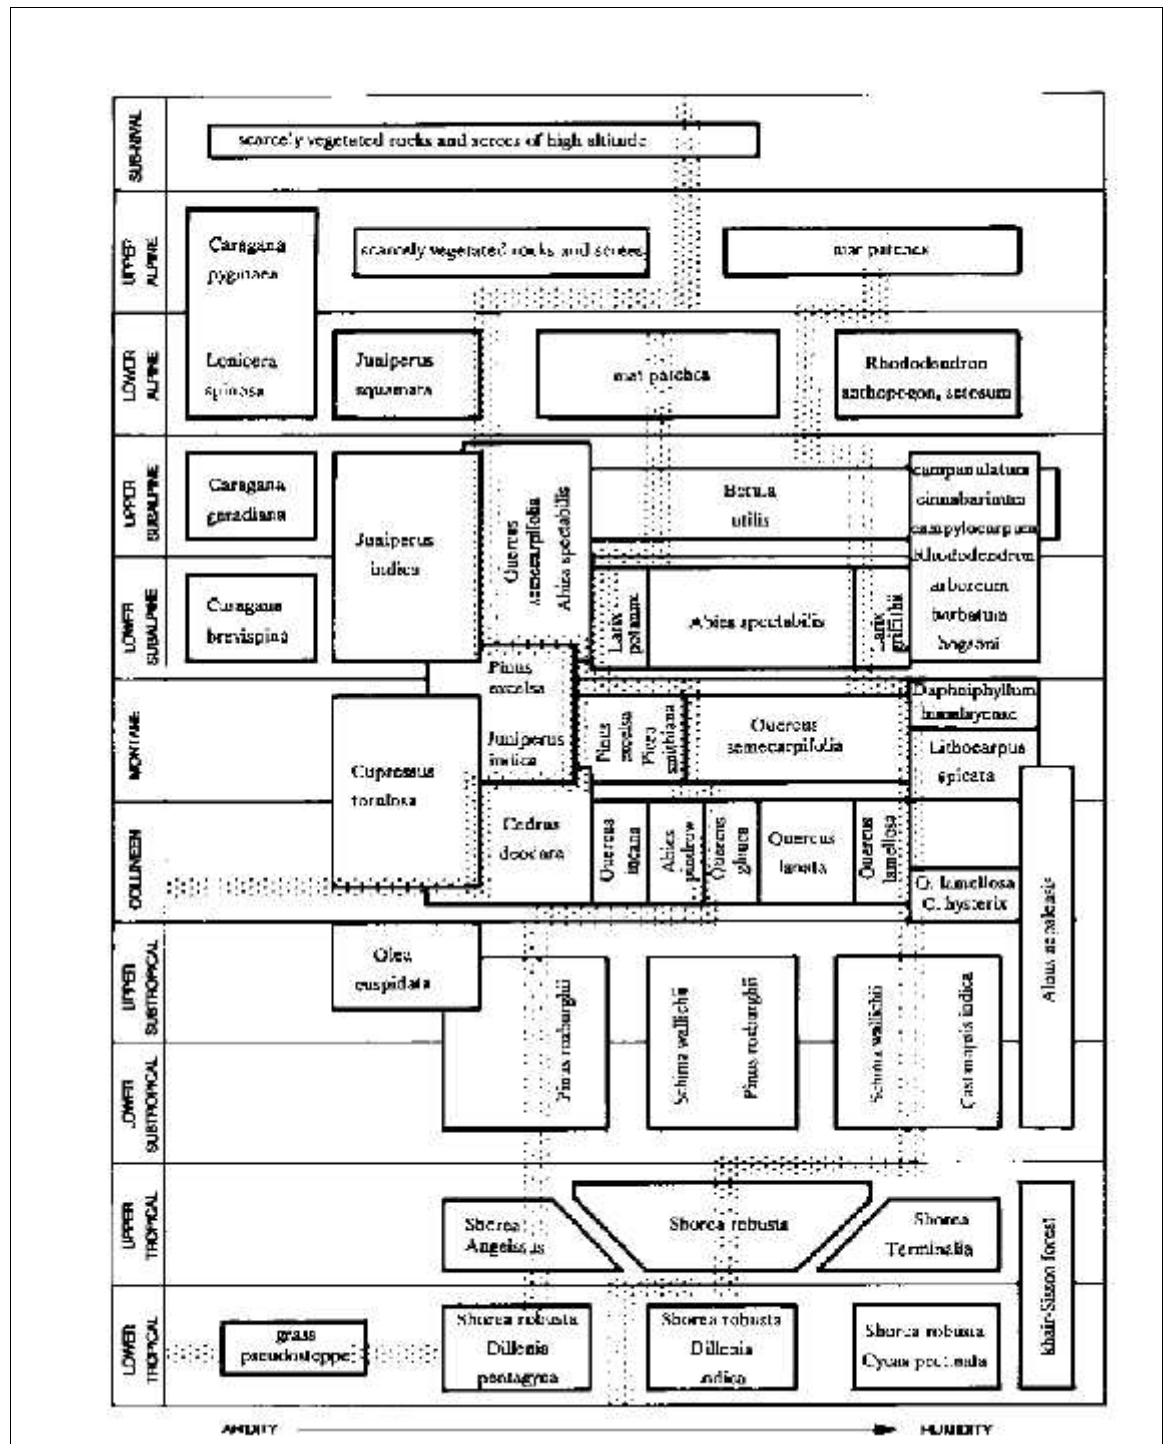 SUB-NIVAL
scarcely vegetated rocks and screes of high altitude
UPPER
ALPINE
Caragana
pygmaea
scarcely vegetated rocks and screes
mat patches
LOWER
ALPINE
Lonicera
spinosa
Juniperus
squamata
mat patches
Rhododendron
anthopogon, setosum
UPPER
SUBALPINE
Caragana
geradiana
Juniperus
indica
Quercus
semecarpifolia
Abies spectabilis
Betula
utilis
campanulatum
cinnabarinum
campylocarpum
Rhododendron
arboreum
barbatum
hogsoni
LOWER
SUBALPINE
Caragana
brevispina
Larix
potanini
Abies spectabilis
Larix
griffithii
Pinus
excelsa
Juniperus
indica
MONTANE
Cupressus
torulosa
Pinus
excelsa
Picea
smithiana
Quercus
semecarpifolia
Daphniphyllum
himalayense
Lithocarpus
spicata
COLLINEEN
Cedrus
deodara
Quercus
incana
Abies
pindrow
Quercus
glauca
Quercus
lanata
Quercus
lamellosa
Q. lamellosa
C. hysterix
Alnus nepalensis
UPPER
SUBTROPICAL
Olea
cuspidata
Pinus roxburghii
Schima wallichii
Pinus roxburghii
Schima wallichii
Castanopsis indica
LOWER
SUBTROPICAL
UPPER
TROPICAL
Shorea
Angeissus
Shorea robusta
Shorea
Terminalia
khair-Sisson forest
LOWER
TROPICAL
grass
pseudosteppe
Shorea robusta
Dillenia
pentagyna
Shorea robusta
Dillenia
indica
Shorea robusta
Cycas pectinata
ARIDITY
HUMIDITY